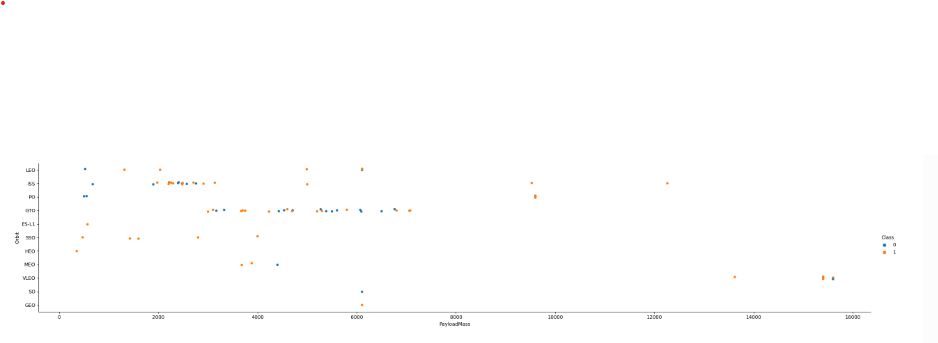 LEO
ISS
PO
GTO
ES-L1
SSO
HEO
MEO
VLEO
SO
GEO
Orbit
0
2000
4000
6000
8000
10000
12000
14000
16000
PayloadMass
Class
0
1